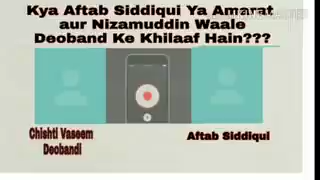 Kya Aftab Siddiqui Ya Amarat
aur Nizamuddin Waale
Deoband Ke Khilaaf Hain???
Chishti Vaseem
Deobandi
Aftab Siddiqui